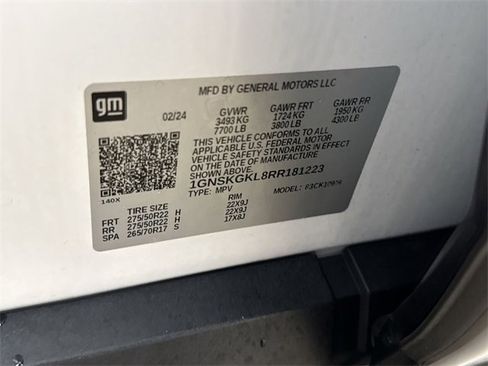 gm
MFD BY GENERAL MOTORS LLC
02/24 GVWR GAWR FRT GAWR RR
3493 KG 1724 KG 1950 KG
7700 LB 3800 LB 4300 LB
THIS VEHICLE CONFORMS TO ALL
APPLICABLE U.S. FEDERAL MOTOR
VEHICLE SAFETY STANDARDS IN EFFECT
ON THE DATE OF MANUFACTURE
SHOWN ABOVE.
1GNSKGKL8RR181223
TYPE: MPV MODEL:
140X
TIRE SIZE RIM
FRT 275/50R22 H 22X9J
RR 275/50R22 H 22X9J
SPA 265/70R17 S 17X8J